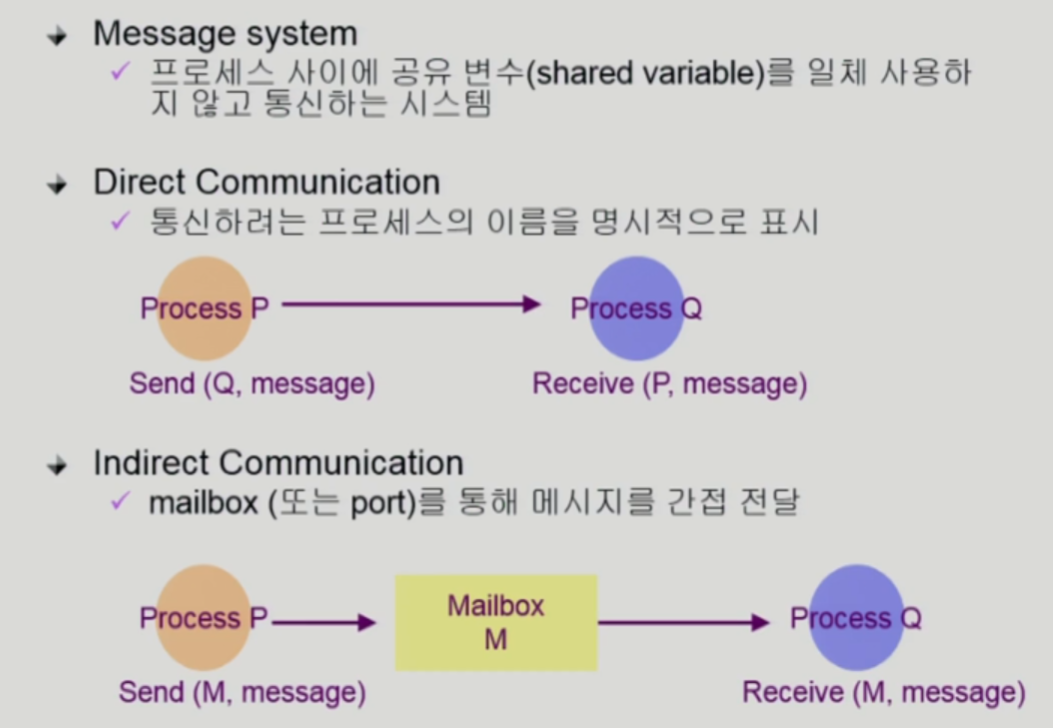 Message system
프로세스 사이에 공유 변수(shared variable)를 일체 사용하
지 않고 통신하는 시스템
Direct Communication
통신하려는 프로세스의 이름을 명시적으로 표시
Process P
Process Q
Send (Q, message)
Receive (P, message)
Indirect Communication
mailbox (또는 port)를 통해 메시지를 간접 전달
Process P
Mailbox
M
Process Q
Send (M, message)
Receive (M, message)